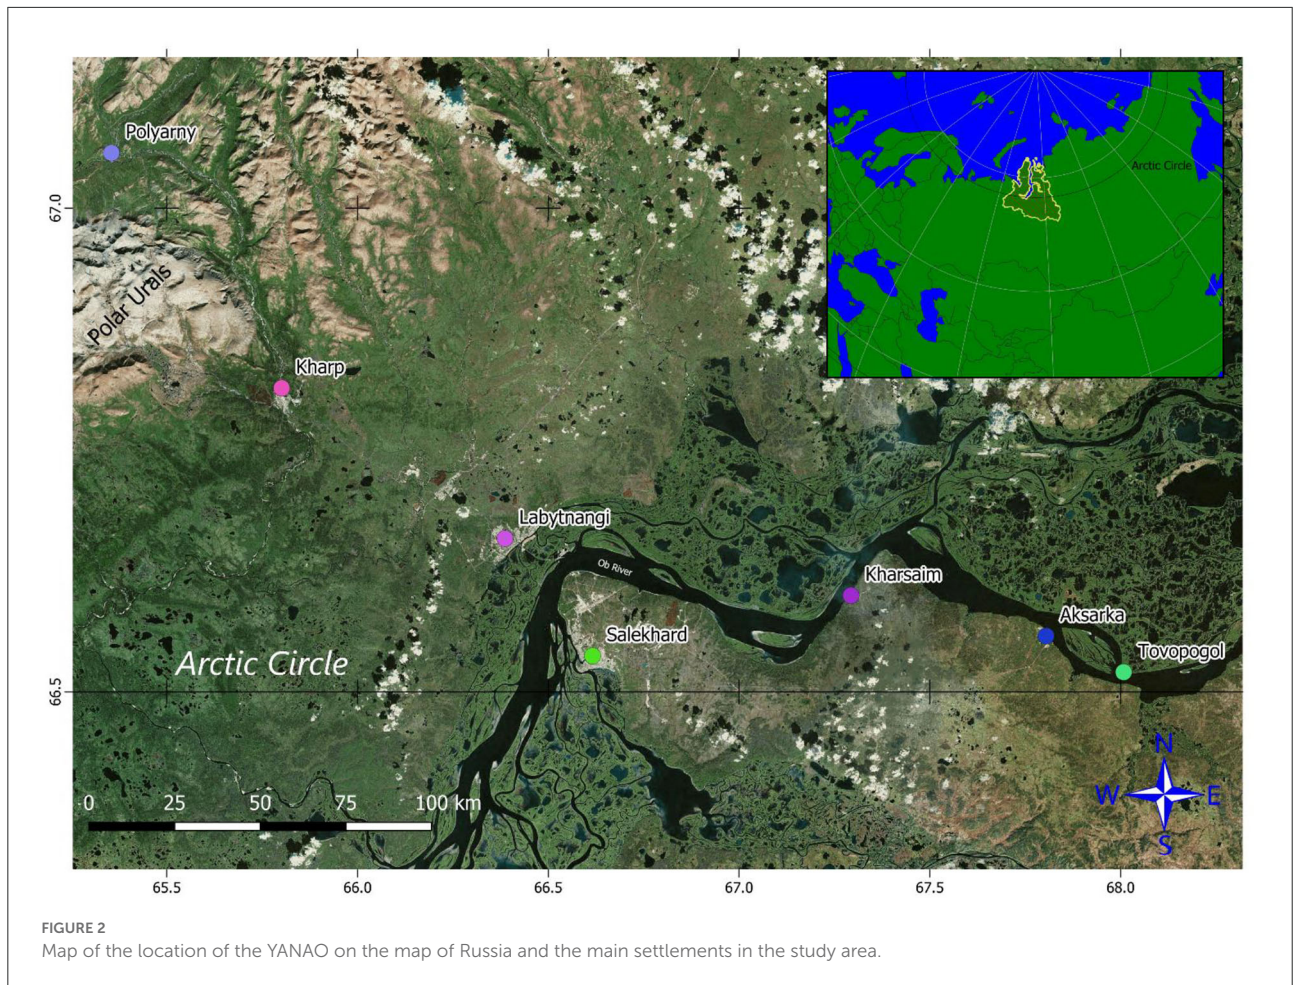 Polyarny
Arctic Circle
67.0
Polar Urals
Kharp
Labytnangi
Ob River
Kharsaim
Aksarka
Salekhard
Tovopogol
Arctic Circle
66.5
N
W E
S
0 25 50 75 100 km
65.5 66.0 66.5 67.0 67.5 68.0
FIGURE 2
Map of the location of the YANAO on the map of Russia and the main settlements in the study area.